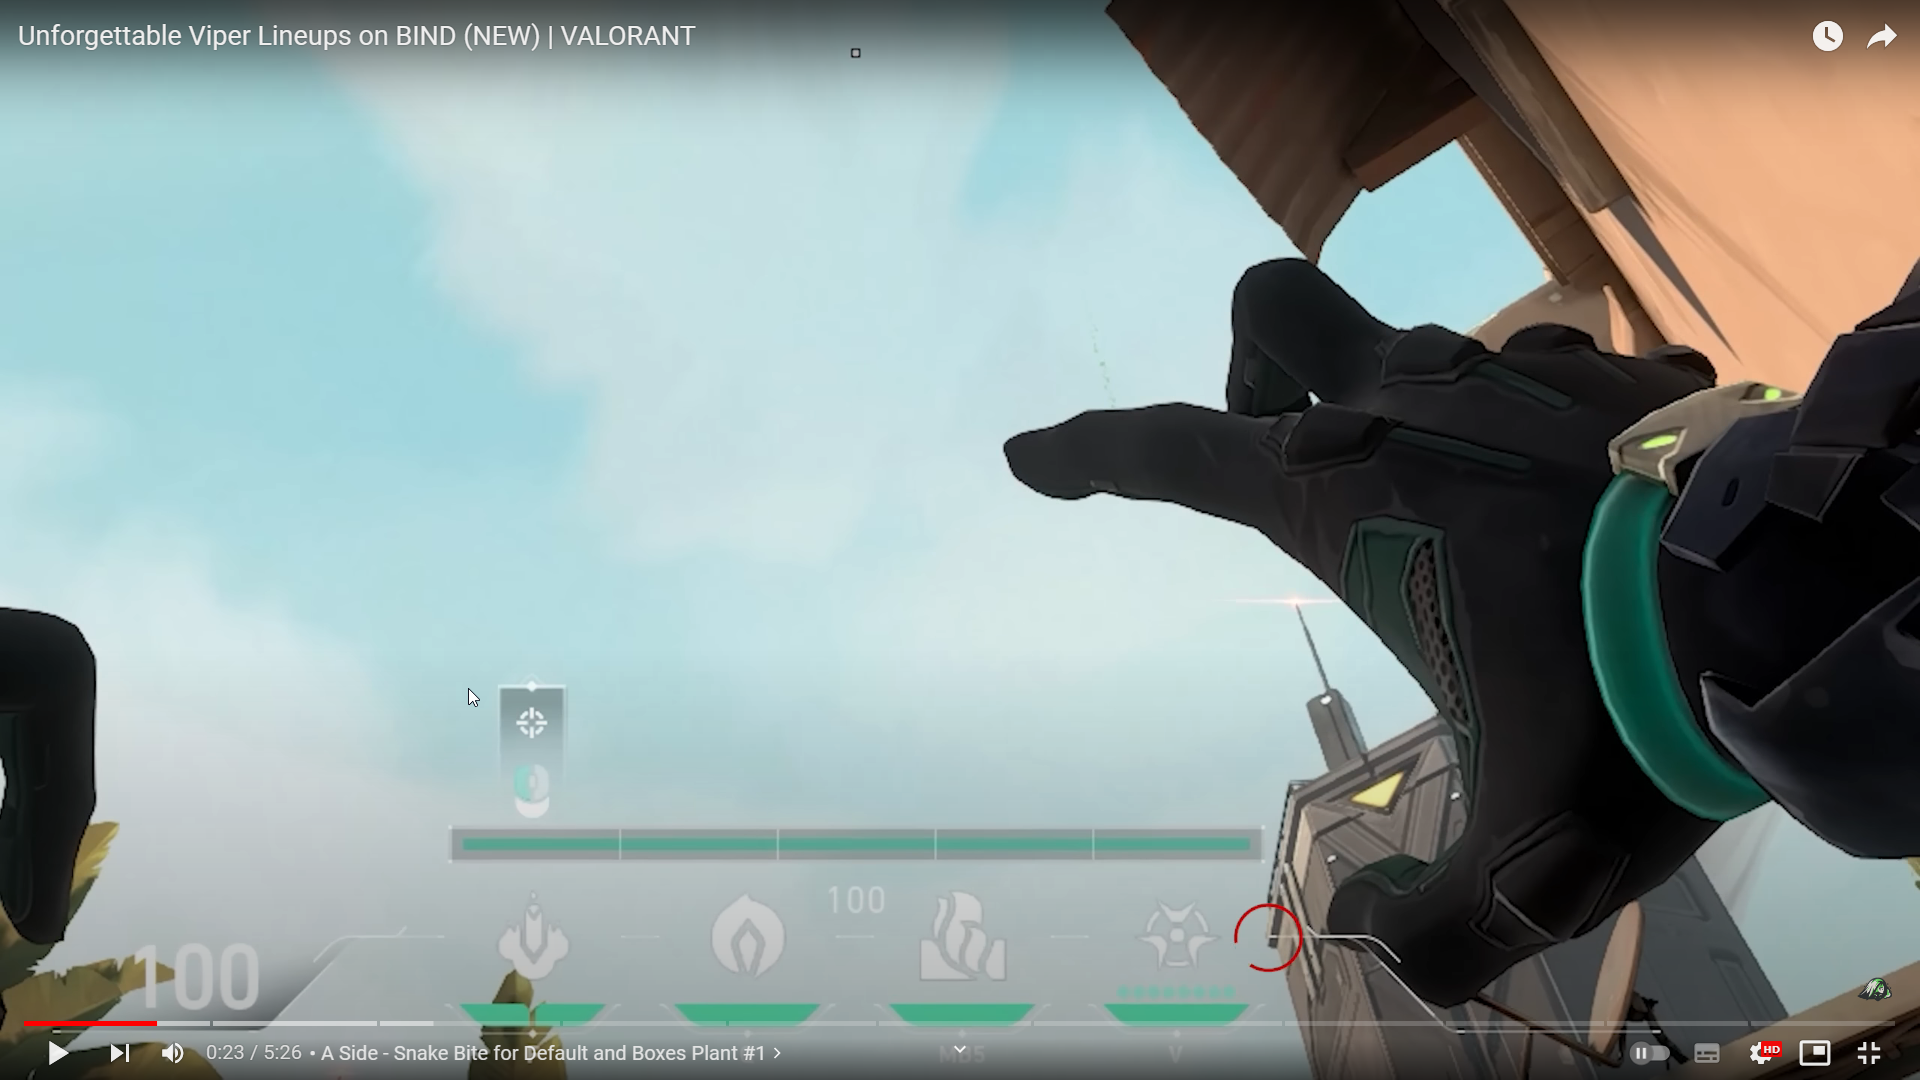 Unforgettable Viper Lineups on BIND (NEW) | VALORANT
100
100
HD
0:23 / 5:26 • A Side - Snake Bite for Default and Boxes Plant #1 >
V